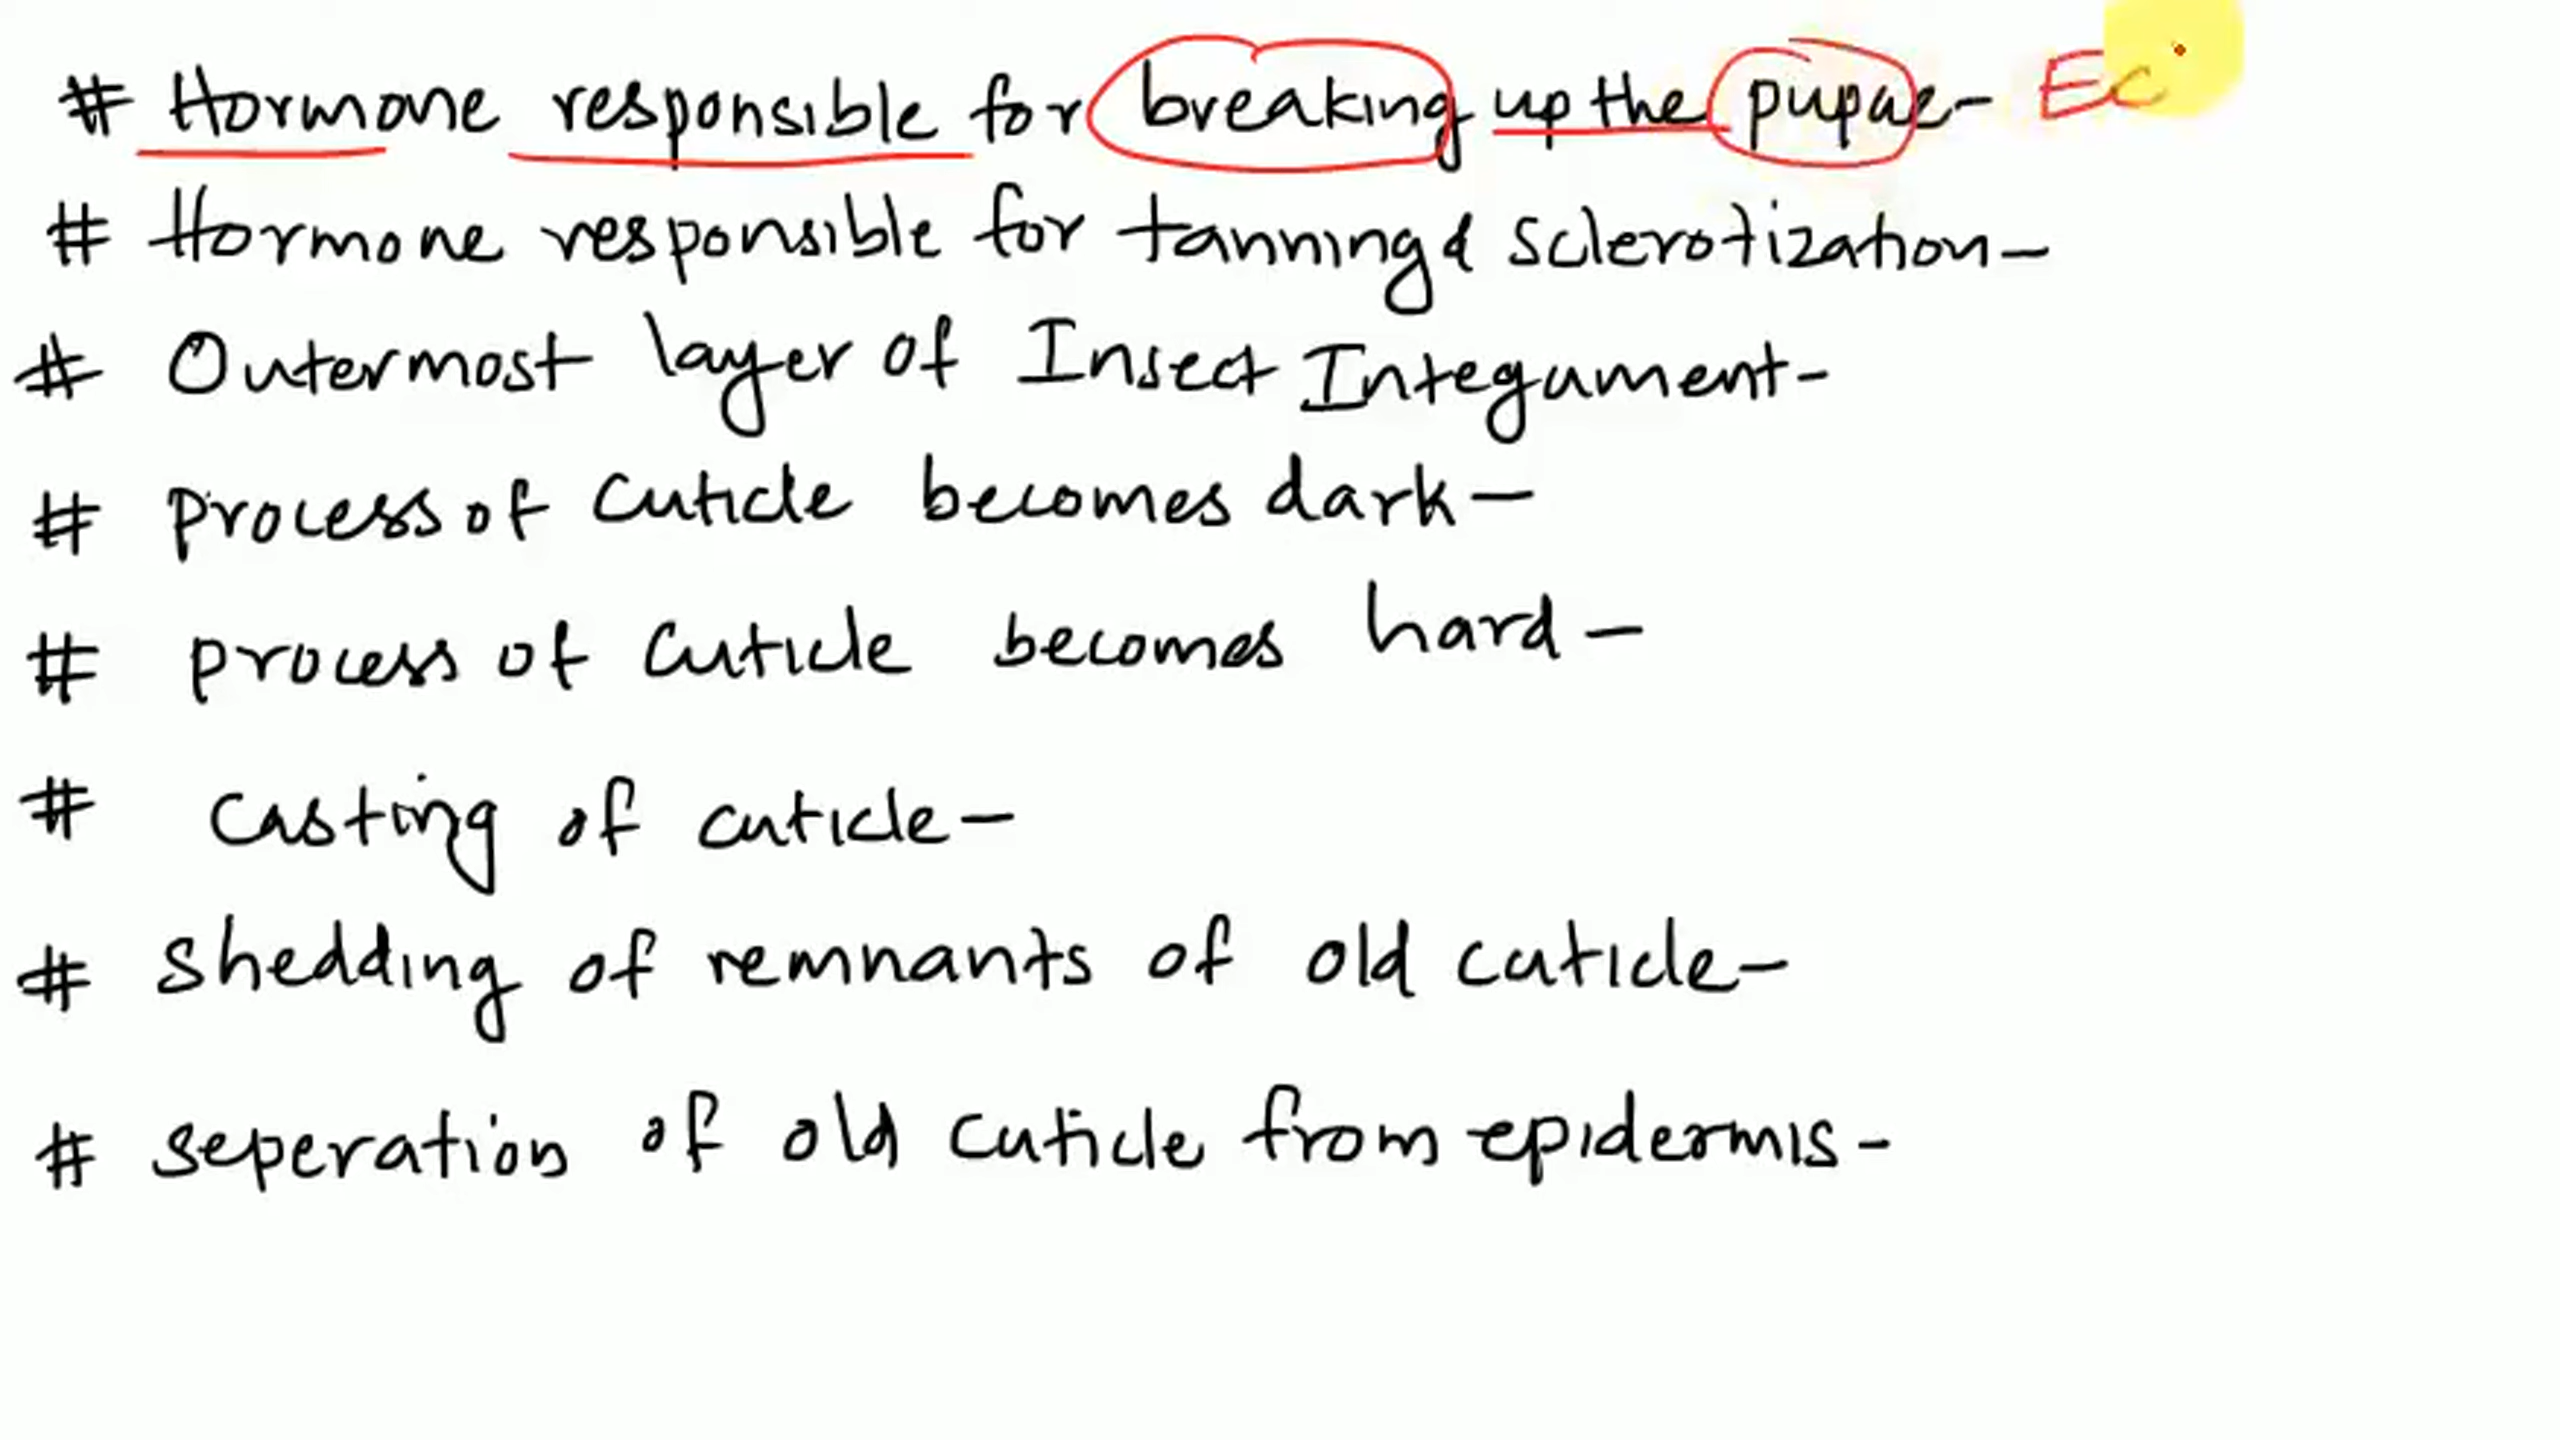 # Hormone responsible for breaking up the pupae- Ec
# Hormone responsible for tanning & sclerotization-
# Outermost layer of Insect Integument-
# process of cuticle becomes dark-
# process of cuticle becomes hard-
# casting of cuticle-
# shedding of remnants of old cuticle-
# seperation of old cuticle from epidermis-